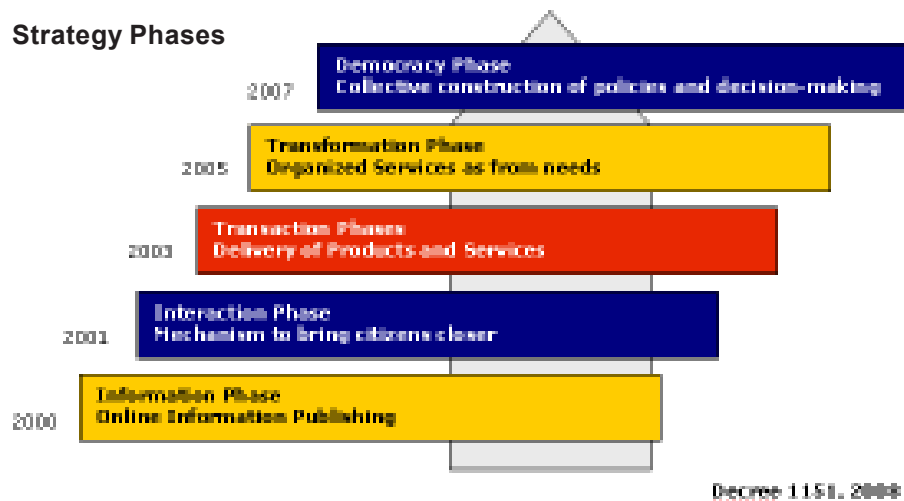 Strategy Phases
Democracy Phase
Collective construction of policies and decision-making
2007
Transformation Phase
Organized Services as from needs
2005
Transaction Phases
Delivery of Products and Services
2003
Interaction Phase
Mechanism to bring citizens closer
2001
Information Phase
Online Information Publishing
2000
Decree 1151, 2008